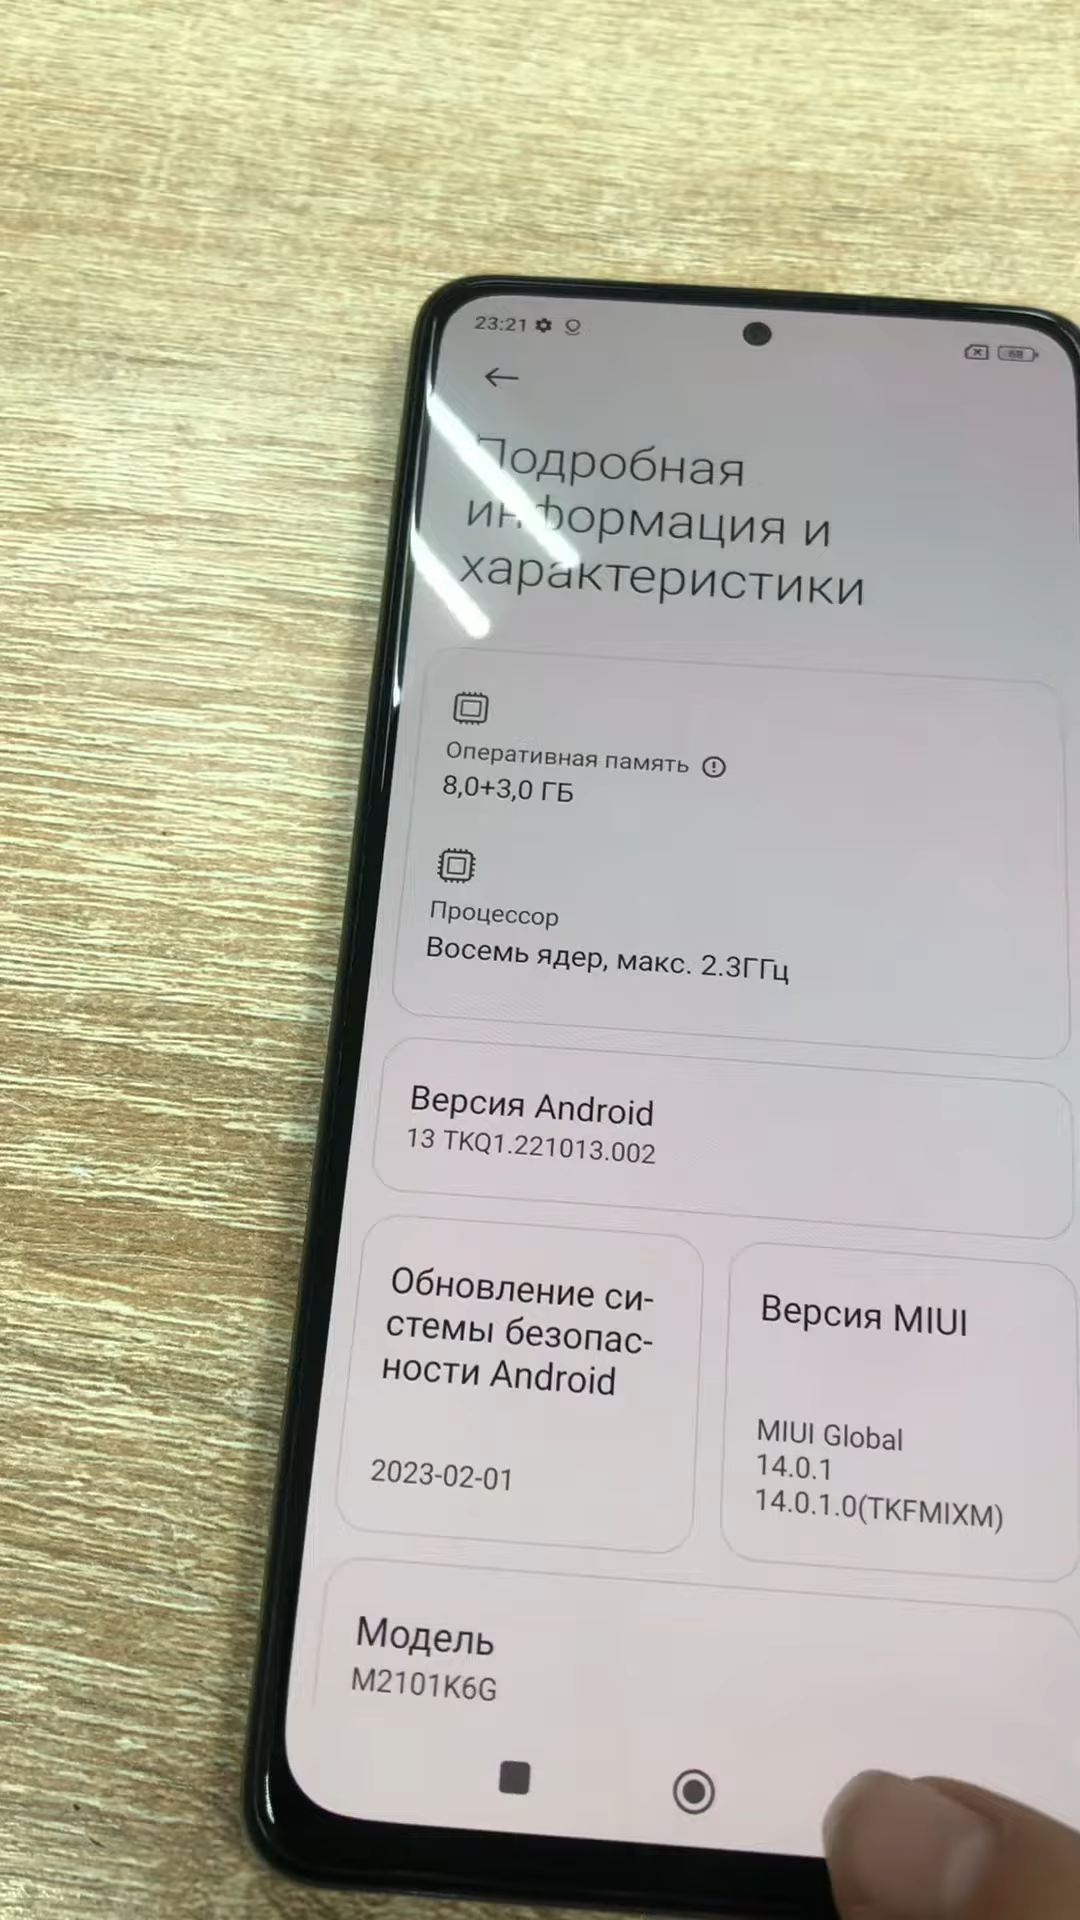 23:21
68
Подробная
информация и
характеристики
Оперативная память
8,0+3,0 ГБ
Процессор
Восемь ядер, макс. 2.3ГГц
Версия Android
13 TKQ1.221013.002
Обновление си-
стемы безопас-
ности Android
2023-02-01
Версия MIUI
MIUI Global
14.0.1
14.0.1.0(TKFMIXM)
Модель
M2101K6G